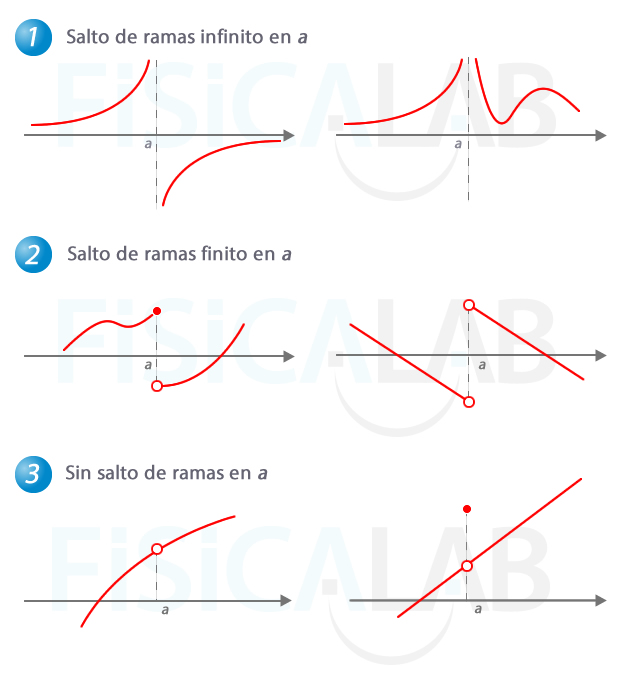 1 Salto de ramas infinito en a
FiSiCALAB
a
a
2 Salto de ramas finito en a
FiSiCALAB
a
a
3 Sin salto de ramas en a
FiSiCALAB
a
a